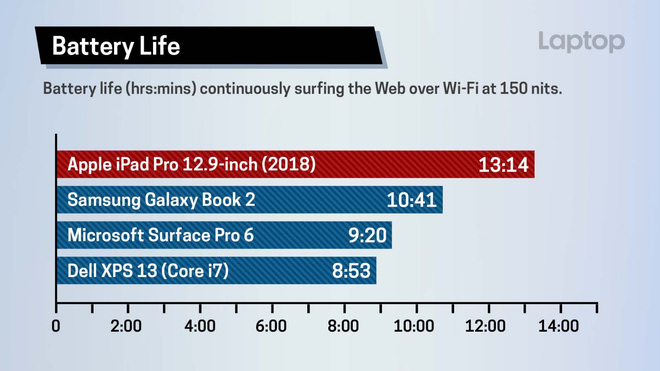 Battery Life
Laptop
Battery life (hrs:mins) continuously surfing the Web over Wi-Fi at 150 nits.
Apple iPad Pro 12.9-inch (2018) 13:14
Samsung Galaxy Book 2 10:41
Microsoft Surface Pro 6 9:20
Dell XPS 13 (Core i7) 8:53
0 2:00 4:00 6:00 8:00 10:00 12:00 14:00